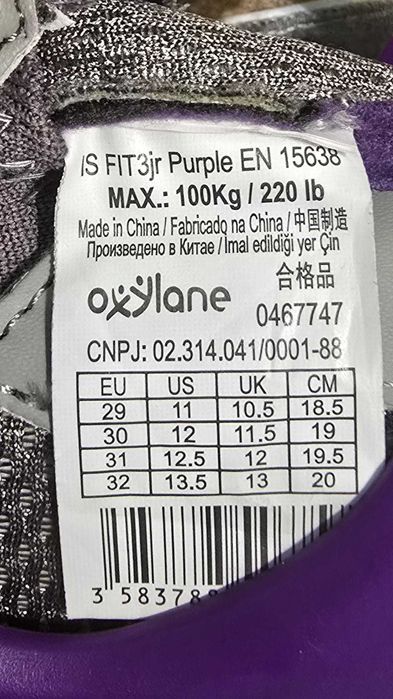 IS FIT3jr Purple EN 15638
MAX.: 100Kg / 220 lb
Made in China / Fabricado na China / 中国制造
Произведено в Китае / İmal edildiği yer Çin
合格品
oxylane
0467747
CNPJ: 02.314.041/0001-88
EU US UK CM
29 11 10.5 18.5
30 12 11.5 19
31 12.5 12 19.5
32 13.5 13 20
3 58378